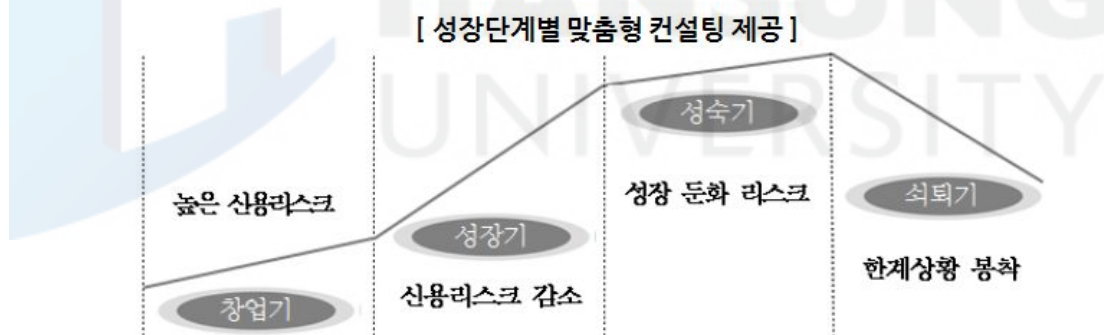 HANSUNG
UNIVERSITY
[ 성장단계별 맞춤형 컨설팅 제공 ]
성숙기
높은 신용리스크
성장 둔화 리스크
쇠퇴기
성장기
한계상황 봉착
신용리스크 감소
창업기